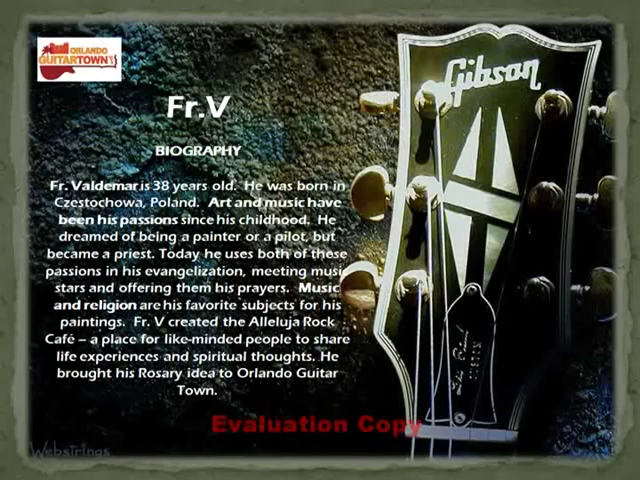 ORLANDO
GUITARTOWN
Gibson
Fr.V
BIOGRAPHY
Fr. Valdemar is 38 years old. He was born in
Czestochowa, Poland. Art and music have
been his passions since his childhood. He
dreamed of being a painter or a pilot, but
became a priest. Today he uses both of these
passions in his evangelization, meeting music
stars and offering them his prayers. Music
and religion are his favorite subjects for his
paintings. Fr. V created the Alleluja Rock
Café – a place for like-minded people to share
life experiences and spiritual thoughts. He
brought his Rosary idea to Orlando Guitar
Town.
Les Paul
CUSTOM
Evaluation Copy
Websirings